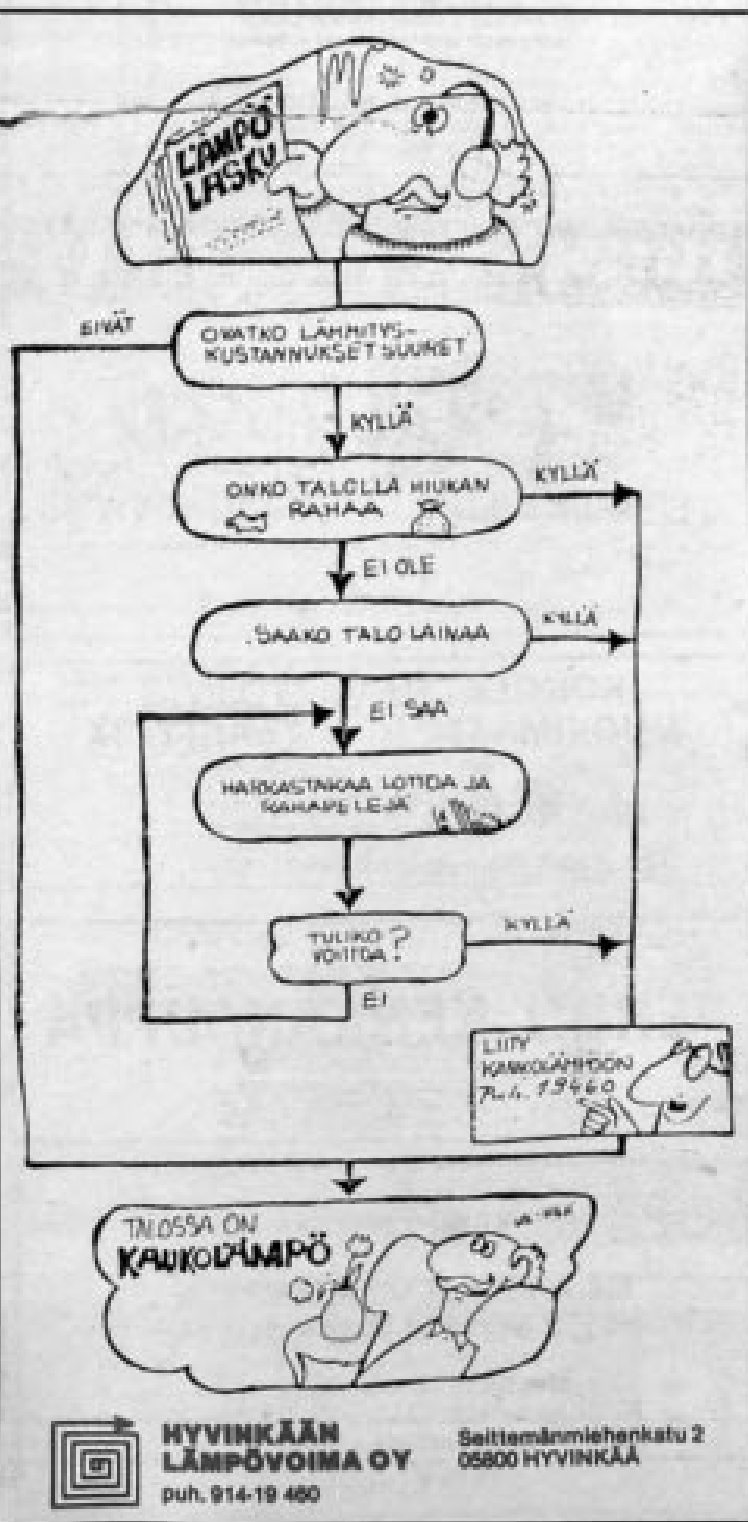 LÄMPÖ
LASKU
EIVÄT
OVATKO LÄMMITYS-
KUSTANNUKSET SUURET
KYLLÄ
ONKO TALOLLA HIUKAN
RAHAA
KYLLÄ
EI OLE
SAAKO TALO LAINAA
KYLLÄ
EI SAA
HARRASTAKAA LOTTOA JA
RAHAPELEJÄ
TULIKO
VOITTOA?
KYLLÄ
EI
LIITY
KAUKOLÄMPÖÖN
Puh. 19460
TALOSSA ON
KAUKOLÄMPÖ
HYVINKÄÄN
LÄMPÖVOIMA OY
puh. 914-19 460
Seittemänmiehenkatu 2
05800 HYVINKÄÄ